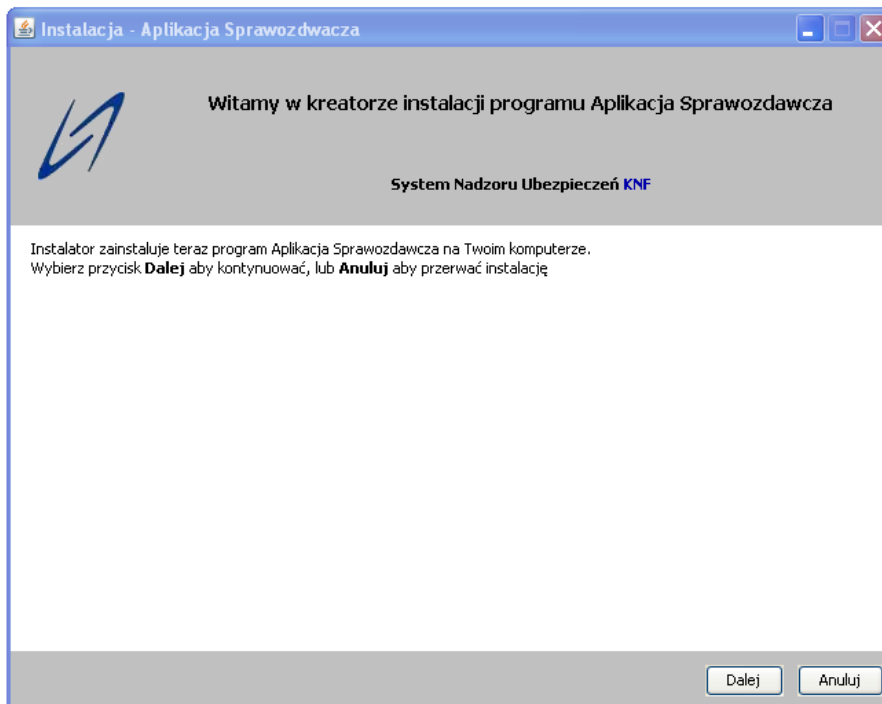 Instalacja - Aplikacja Sprawozdwacza
Witamy w kreatorze instalacji programu Aplikacja Sprawozdawcza
System Nadzoru Ubezpieczeń KNF
Instalator zainstaluje teraz program Aplikacja Sprawozdawcza na Twoim komputerze.
Wybierz przycisk Dalej aby kontynuować, lub Anuluj aby przerwać instalację
Dalej Anuluj